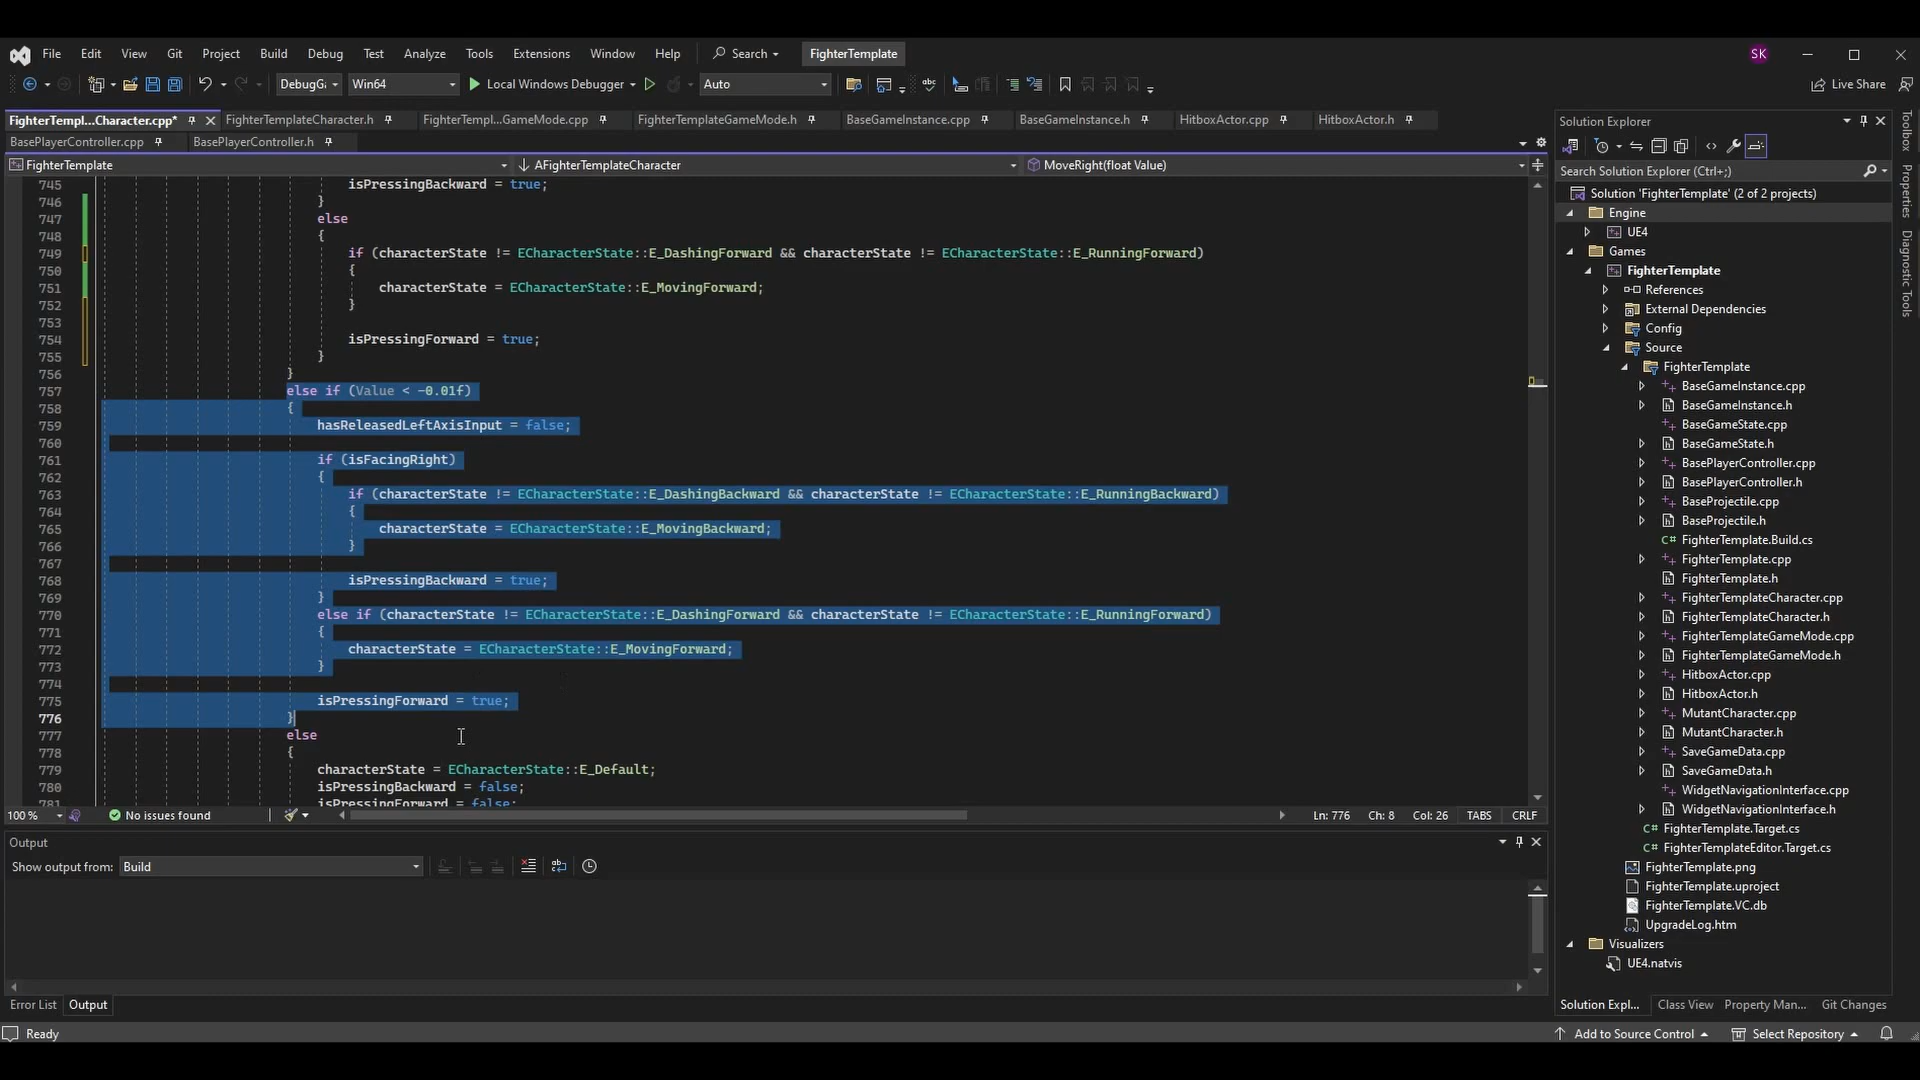 File Edit View Git Project Build Debug Test Analyze Tools Extensions Window Help Search FighterTemplate SK
Win64 Local Windows Debugger Auto Live Share
FighterTempl...Character.cpp* FighterTemplateCharacter.h FighterTempl...GameMode.cpp FighterTemplateGameMode.h BaseGameInstance.cpp BaseGameInstance.h HitboxActor.cpp HitboxActor.h
BasePlayerController.cpp BasePlayerController.h
FighterTemplate AFighterTemplateCharacter MoveRight(float Value)
745 isPressingBackward = true;
746 }
747 else
748 {
749 if (characterState != ECharacterState::E_DashingForward && characterState != ECharacterState::E_RunningForward)
750 {
751 characterState = ECharacterState::E_MovingForward;
752 }
753
754 isPressingForward = true;
755 }
756 }
757 else if (Value < -0.01f)
758 {
759 hasReleasedLeftAxisInput = false;
760
761 if (isFacingRight)
762 {
763 if (characterState != ECharacterState::E_DashingBackward && characterState != ECharacterState::E_RunningBackward)
764 {
765 characterState = ECharacterState::E_MovingBackward;
766 }
767
768 isPressingBackward = true;
769 }
770 else if (characterState != ECharacterState::E_DashingForward && characterState != ECharacterState::E_RunningForward)
771 {
772 characterState = ECharacterState::E_MovingForward;
773 }
774
775 isPressingForward = true;
776 }
777 else
778 {
779 characterState = ECharacterState::E_Default;
780 isPressingBackward = false;
781 isPressingForward = false;
100 % No issues found Ln: 776 Ch: 8 Col: 26 TABS CRLF
Output
Show output from: Build
Error List Output
Ready
Solution Explorer
Search Solution Explorer (Ctrl+;)
Solution 'FighterTemplate' (2 of 2 projects)
Engine
UE4
Games
FighterTemplate
References
External Dependencies
Config
Source
FighterTemplate
BaseGameInstance.cpp
BaseGameInstance.h
BaseGameState.cpp
BaseGameState.h
BasePlayerController.cpp
BasePlayerController.h
BaseProjectile.cpp
BaseProjectile.h
C# FighterTemplate.Build.cs
FighterTemplate.cpp
FighterTemplate.h
FighterTemplateCharacter.cpp
FighterTemplateCharacter.h
FighterTemplateGameMode.cpp
FighterTemplateGameMode.h
HitboxActor.cpp
HitboxActor.h
MutantCharacter.cpp
MutantCharacter.h
SaveGameData.cpp
SaveGameData.h
WidgetNavigationInterface.cpp
WidgetNavigationInterface.h
C# FighterTemplate.Target.cs
C# FighterTemplateEditor.Target.cs
FighterTemplate.png
FighterTemplate.uproject
FighterTemplate.VC.db
UpgradeLog.htm
Visualizers
UE4.natvis
Solution Expl... Class View Property Man... Git Changes
Add to Source Control Select Repository
Toolbox
Properties
Diagnostic Tools